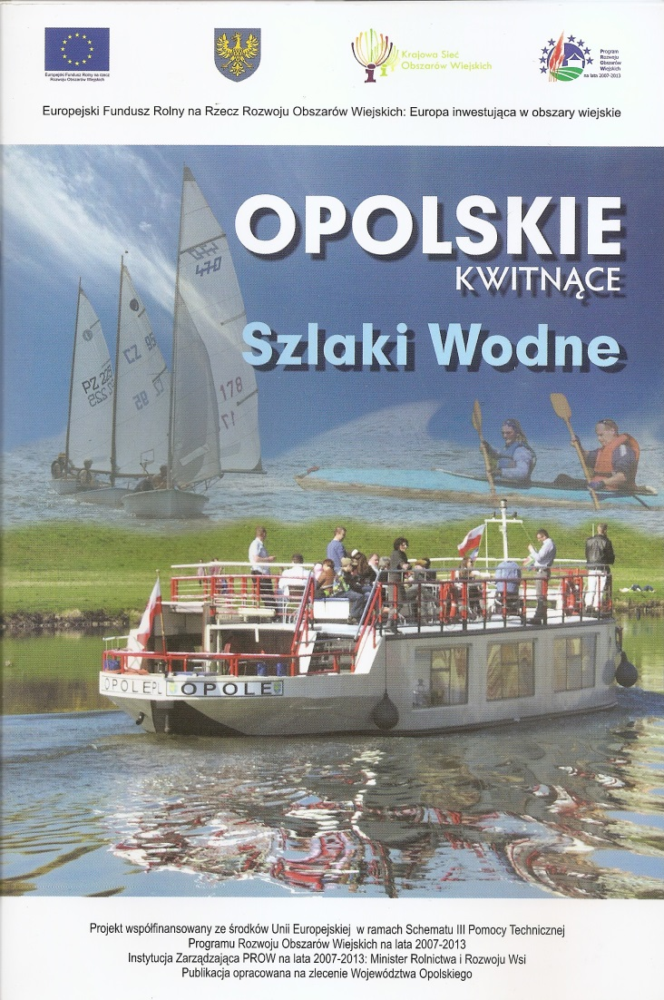 Europejski Fundusz Rolny na rzecz
Rozwoju Obszarów Wiejskich
Krajowa Sieć
Obszarów Wiejskich
Program
Rozwoju
Obszarów
Wiejskich
na lata 2007-2013
Europejski Fundusz Rolny na Rzecz Rozwoju Obszarów Wiejskich: Europa inwestująca w obszary wiejskie
OPOLSKIE
KWITNĄCE
Szlaki Wodne
470
CZ 95
95
PZ 225
225
178
17
OPOLE.PL
OPOLE
Projekt współfinansowany ze środków Unii Europejskiej w ramach Schematu III Pomocy Technicznej
Programu Rozwoju Obszarów Wiejskich na lata 2007-2013
Instytucja Zarządzająca PROW na lata 2007-2013: Minister Rolnictwa i Rozwoju Wsi
Publikacja opracowana na zlecenie Województwa Opolskiego